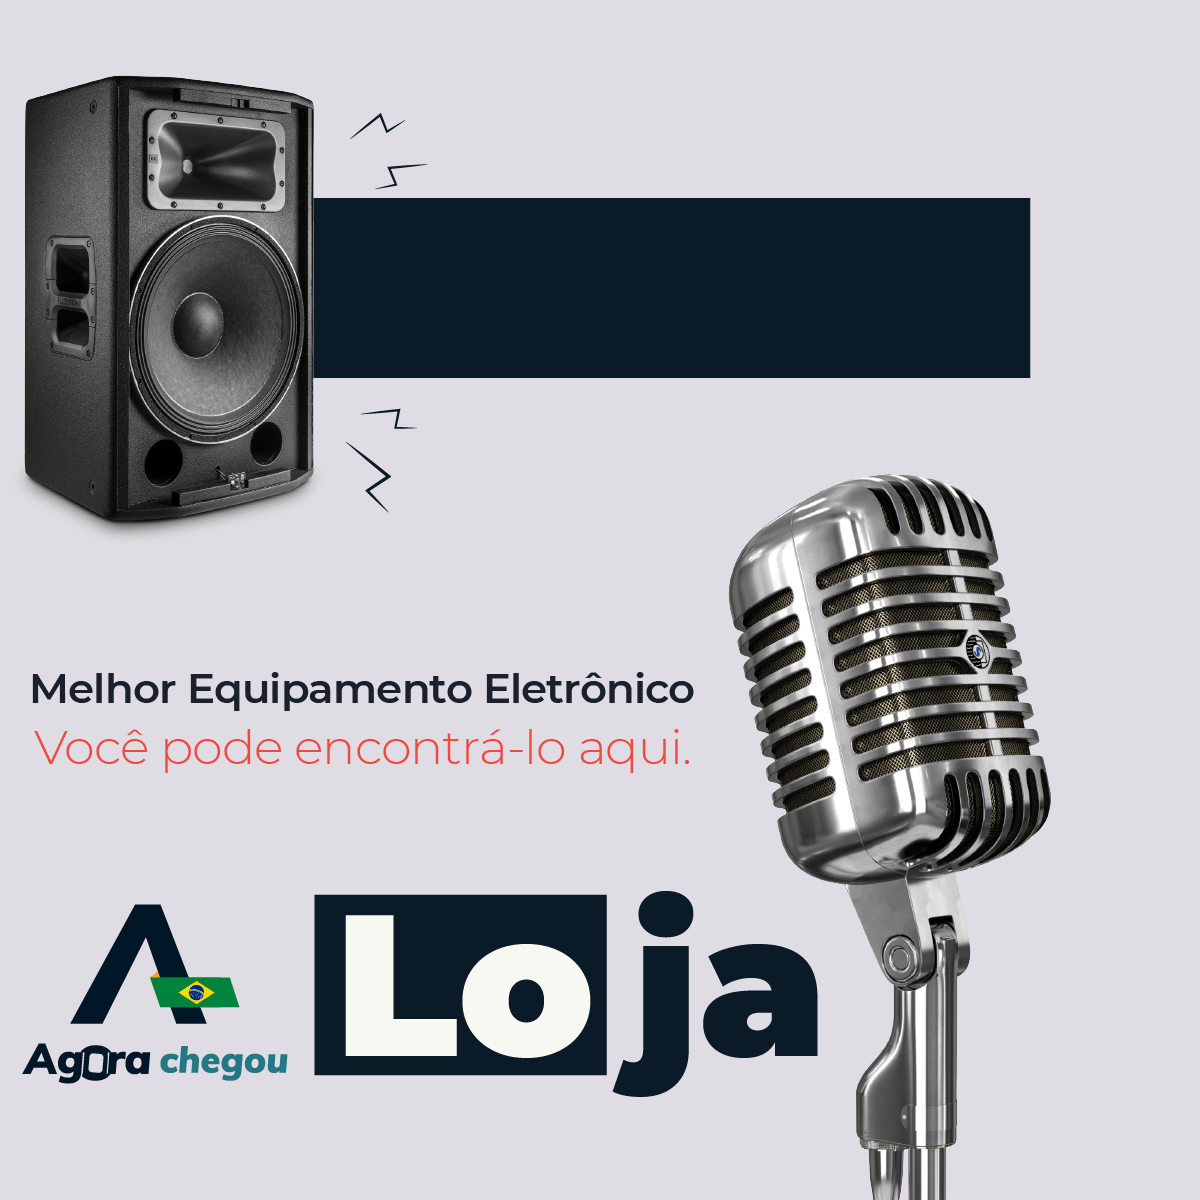 Melhor Equipamento Eletrônico
Você pode encontrá-lo aqui.
Loja
Agora chegou